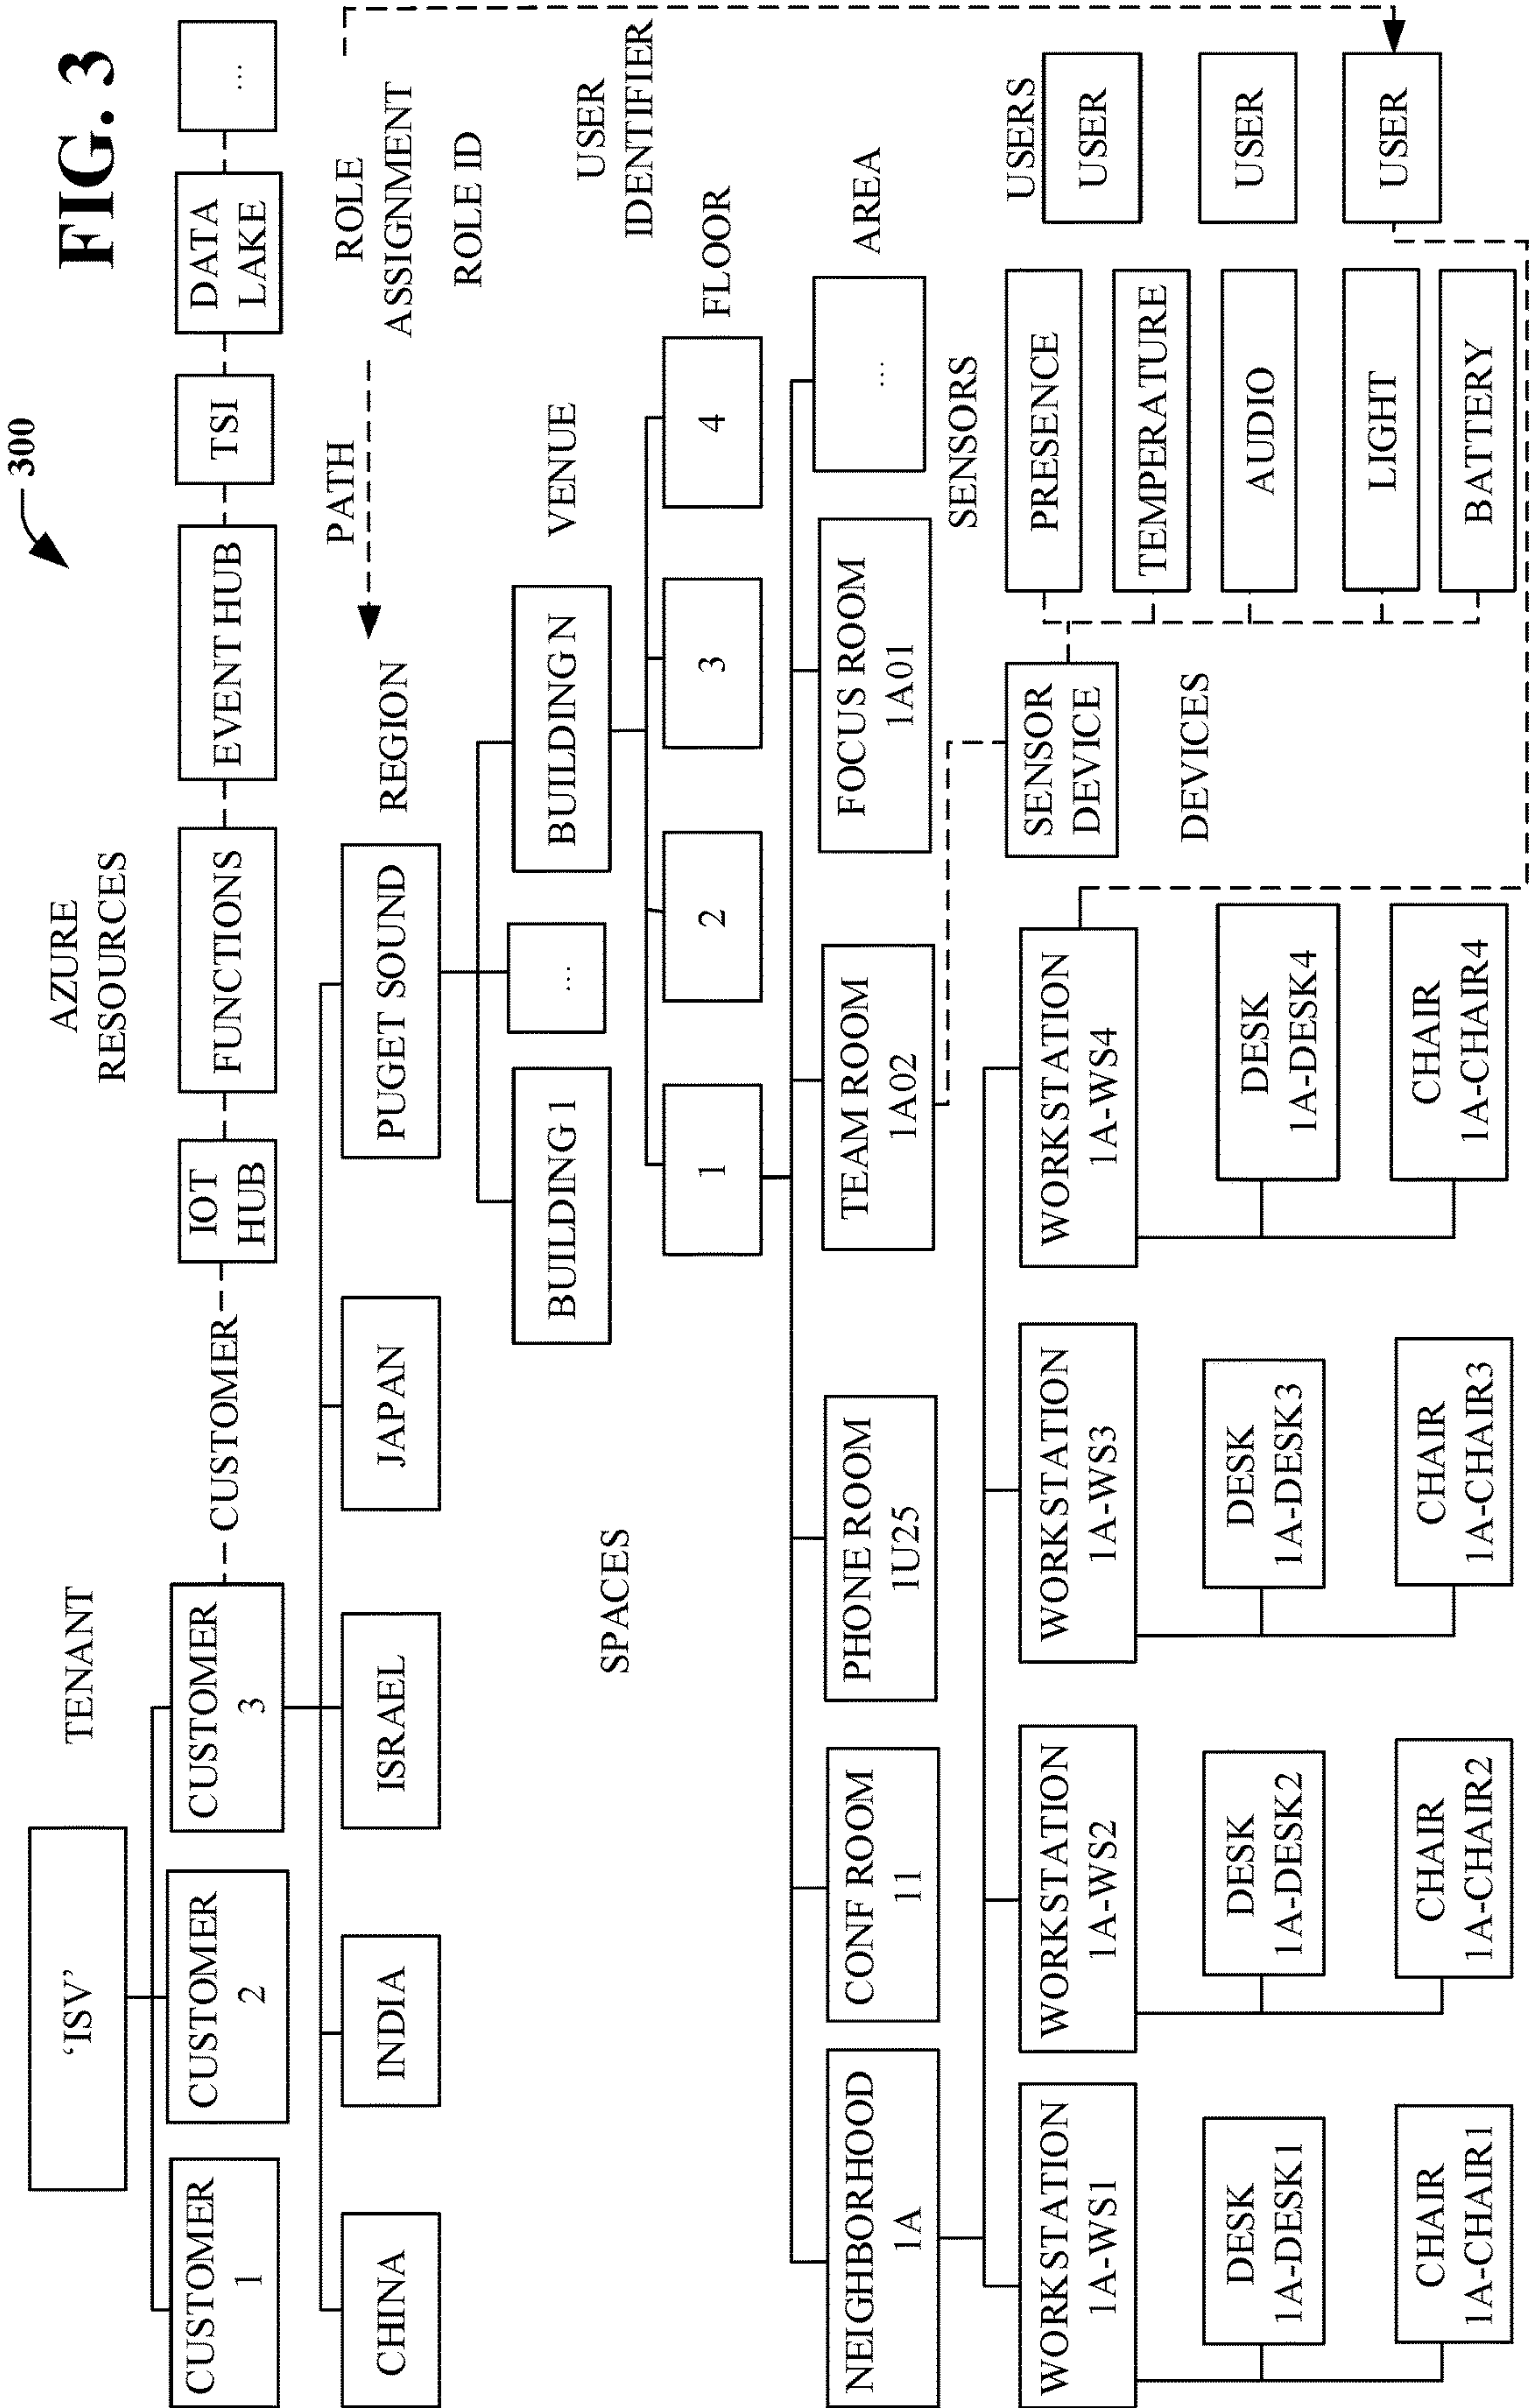 FIG. 3
300
TENANT
'ISV'
CUSTOMER
1
CUSTOMER
2
CUSTOMER
3
CUSTOMER
AZURE
RESOURCES
IOT
HUB
FUNCTIONS
EVENT HUB
TSI
DATA
LAKE
...
CHINA
INDIA
ISRAEL
JAPAN
PUGET SOUND
REGION
PATH
ROLE
ASSIGNMENT
ROLE ID
USER
IDENTIFIER
SPACES
BUILDING 1
...
BUILDING N
VENUE
1
2
3
4
FLOOR
NEIGHBORHOOD
1A
CONF ROOM
11
PHONE ROOM
1U25
TEAM ROOM
1A02
FOCUS ROOM
1A01
...
AREA
WORKSTATION
1A-WS1
WORKSTATION
1A-WS2
WORKSTATION
1A-WS3
WORKSTATION
1A-WS4
DESK
1A-DESK1
DESK
1A-DESK2
DESK
1A-DESK3
DESK
1A-DESK4
CHAIR
1A-CHAIR1
CHAIR
1A-CHAIR2
CHAIR
1A-CHAIR3
CHAIR
1A-CHAIR4
SENSOR
DEVICE
DEVICES
SENSORS
PRESENCE
TEMPERATURE
AUDIO
LIGHT
BATTERY
USERS
USER
USER
USER